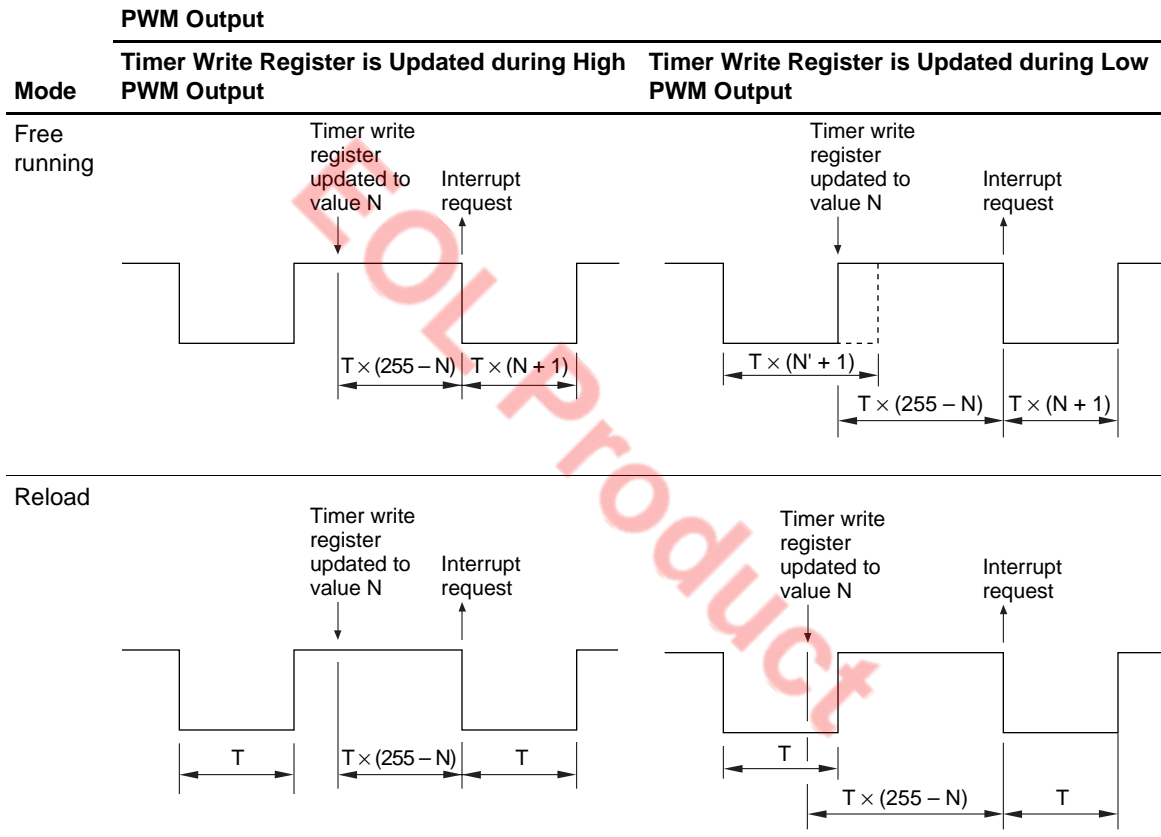 PWM Output
Mode
Timer Write Register is Updated during High
PWM Output
Timer Write Register is Updated during Low
PWM Output
Free
running
Timer write
register
updated to
value N
Interrupt
request
T × (255 – N)
T × (N + 1)
Timer write
register
updated to
value N
Interrupt
request
T × (N' + 1)
T × (255 – N)
T × (N + 1)
Reload
Timer write
register
updated to
value N
Interrupt
request
T
T × (255 – N)
T
Timer write
register
updated to
value N
Interrupt
request
T
T × (255 – N)
T
EOL Product